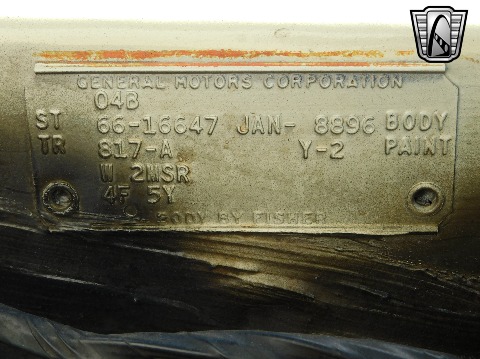 GENERAL MOTORS CORPORATION
04B
ST 66-16647 JAN- 8896 BODY
TR 817-A Y-2 PAINT
W 2MSR
4F 5Y
BODY BY FISHER